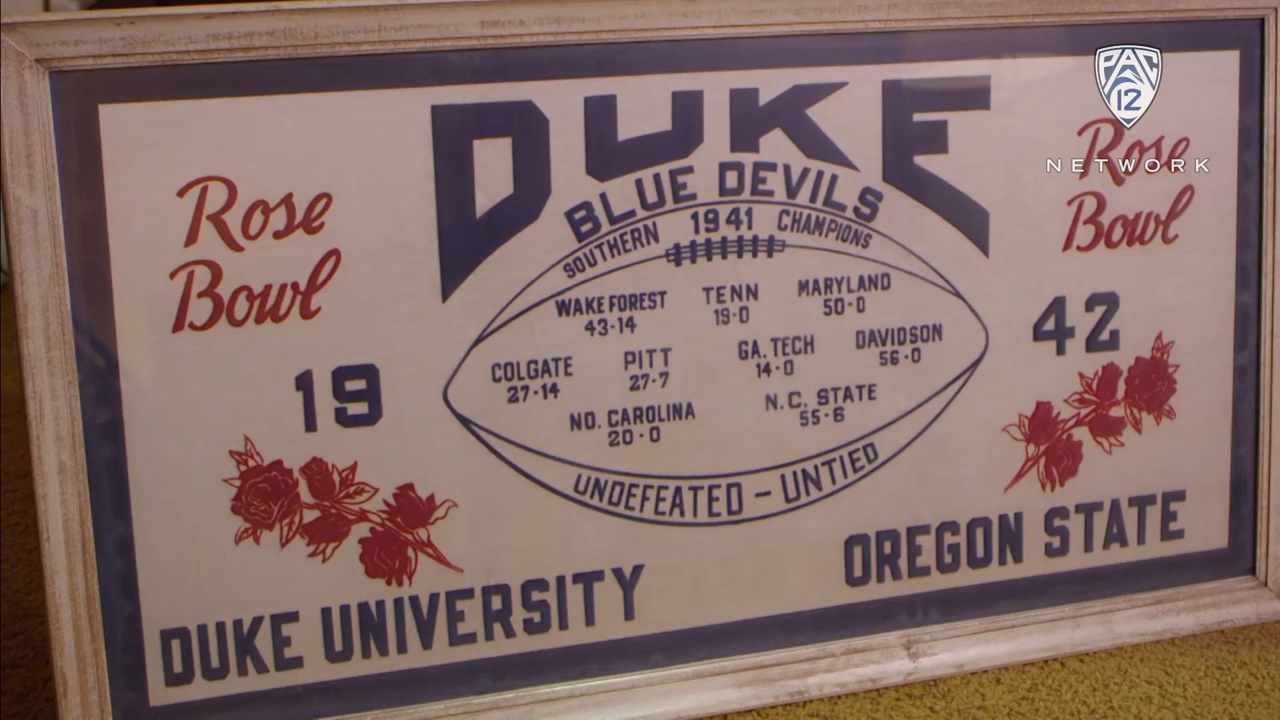 PAC
12
NETWORK
DUKE
BLUE DEVILS
SOUTHERN 1941 CHAMPIONS
Rose
Bowl
19
Rose
Bowl
42
WAKE FOREST
43-14
TENN
19-0
MARYLAND
50-0
COLGATE
27-14
PITT
27-7
GA. TECH
14-0
DAVIDSON
56-0
NO. CAROLINA
20-0
N.C. STATE
55-6
UNDEFEATED - UNTIED
DUKE UNIVERSITY
OREGON STATE